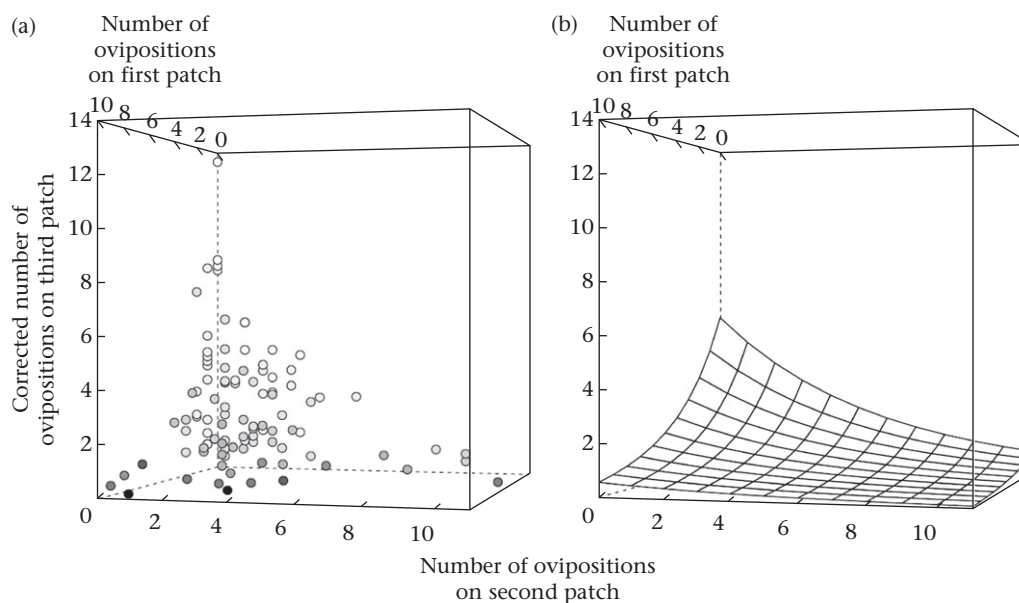 (a)
Number of
ovipositions
on first patch
(b)
Number of
ovipositions
on first patch
14 10 8 6 4 2 0
12
10
8
6
4
2
0 2 4 6 8 10
Corrected number of
ovipositions on third patch
14 10 8 6 4 2 0
12
10
8
6
4
2
0 2 4 6 8 10
Number of ovipositions
on second patch